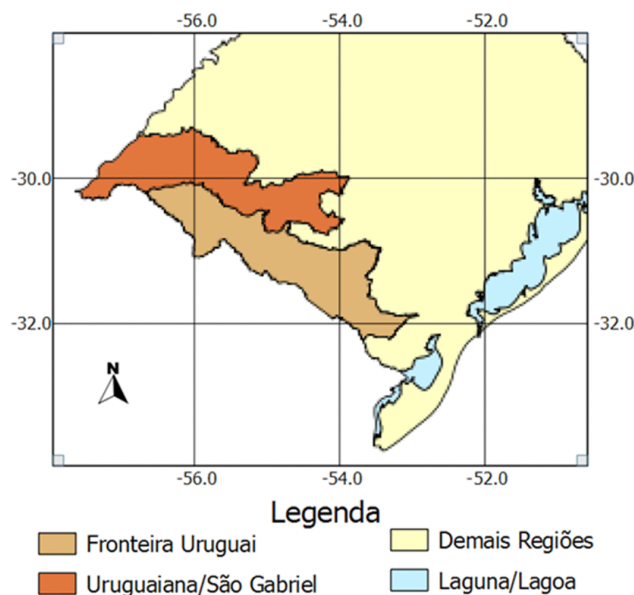 -56.0 -54.0 -52.0
-30.0 -30.0
-32.0 -32.0
N
-56.0 -54.0 -52.0
Legenda
Fronteira Uruguai Demais Regiões
Uruguaiana/São Gabriel Laguna/Lagoa